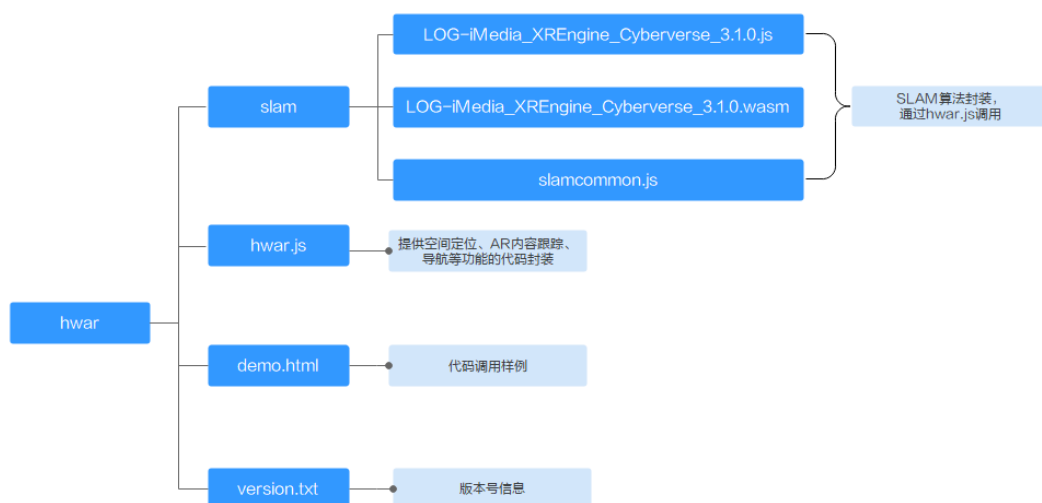 LOG-iMedia_XREngine_Cyberverse_3.1.0.js
slam
LOG-iMedia_XREngine_Cyberverse_3.1.0.wasm
SLAM算法封装，
通过hwar.js调用
slamcommon.js
hwar.js
提供空间定位、AR内容跟踪、
导航等功能的代码封装
hwar
demo.html
代码调用样例
version.txt
版本号信息